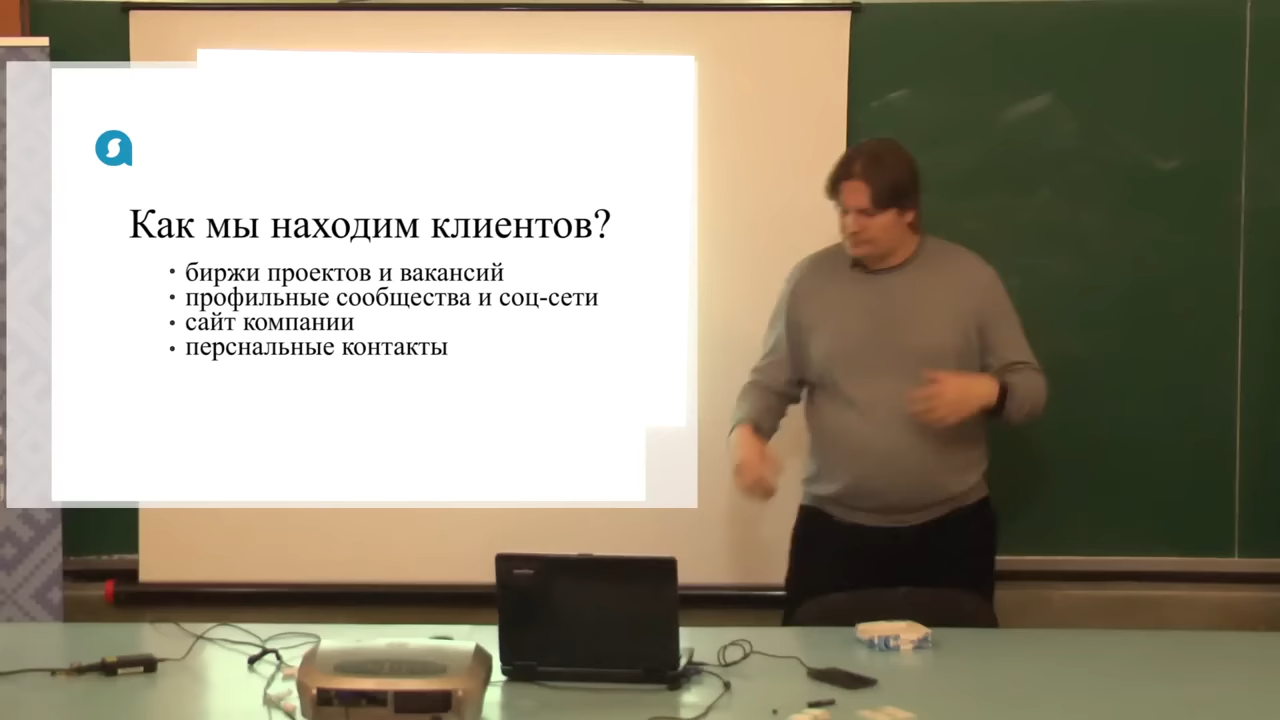 Как мы находим клиентов?
• биржи проектов и вакансий
• профильные сообщества и соц-сети
• сайт компании
• перснальные контакты